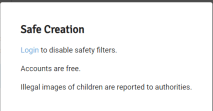 Safe Creation
Login to disable safety filters.
Accounts are free.
Illegal images of children are reported to authorities.